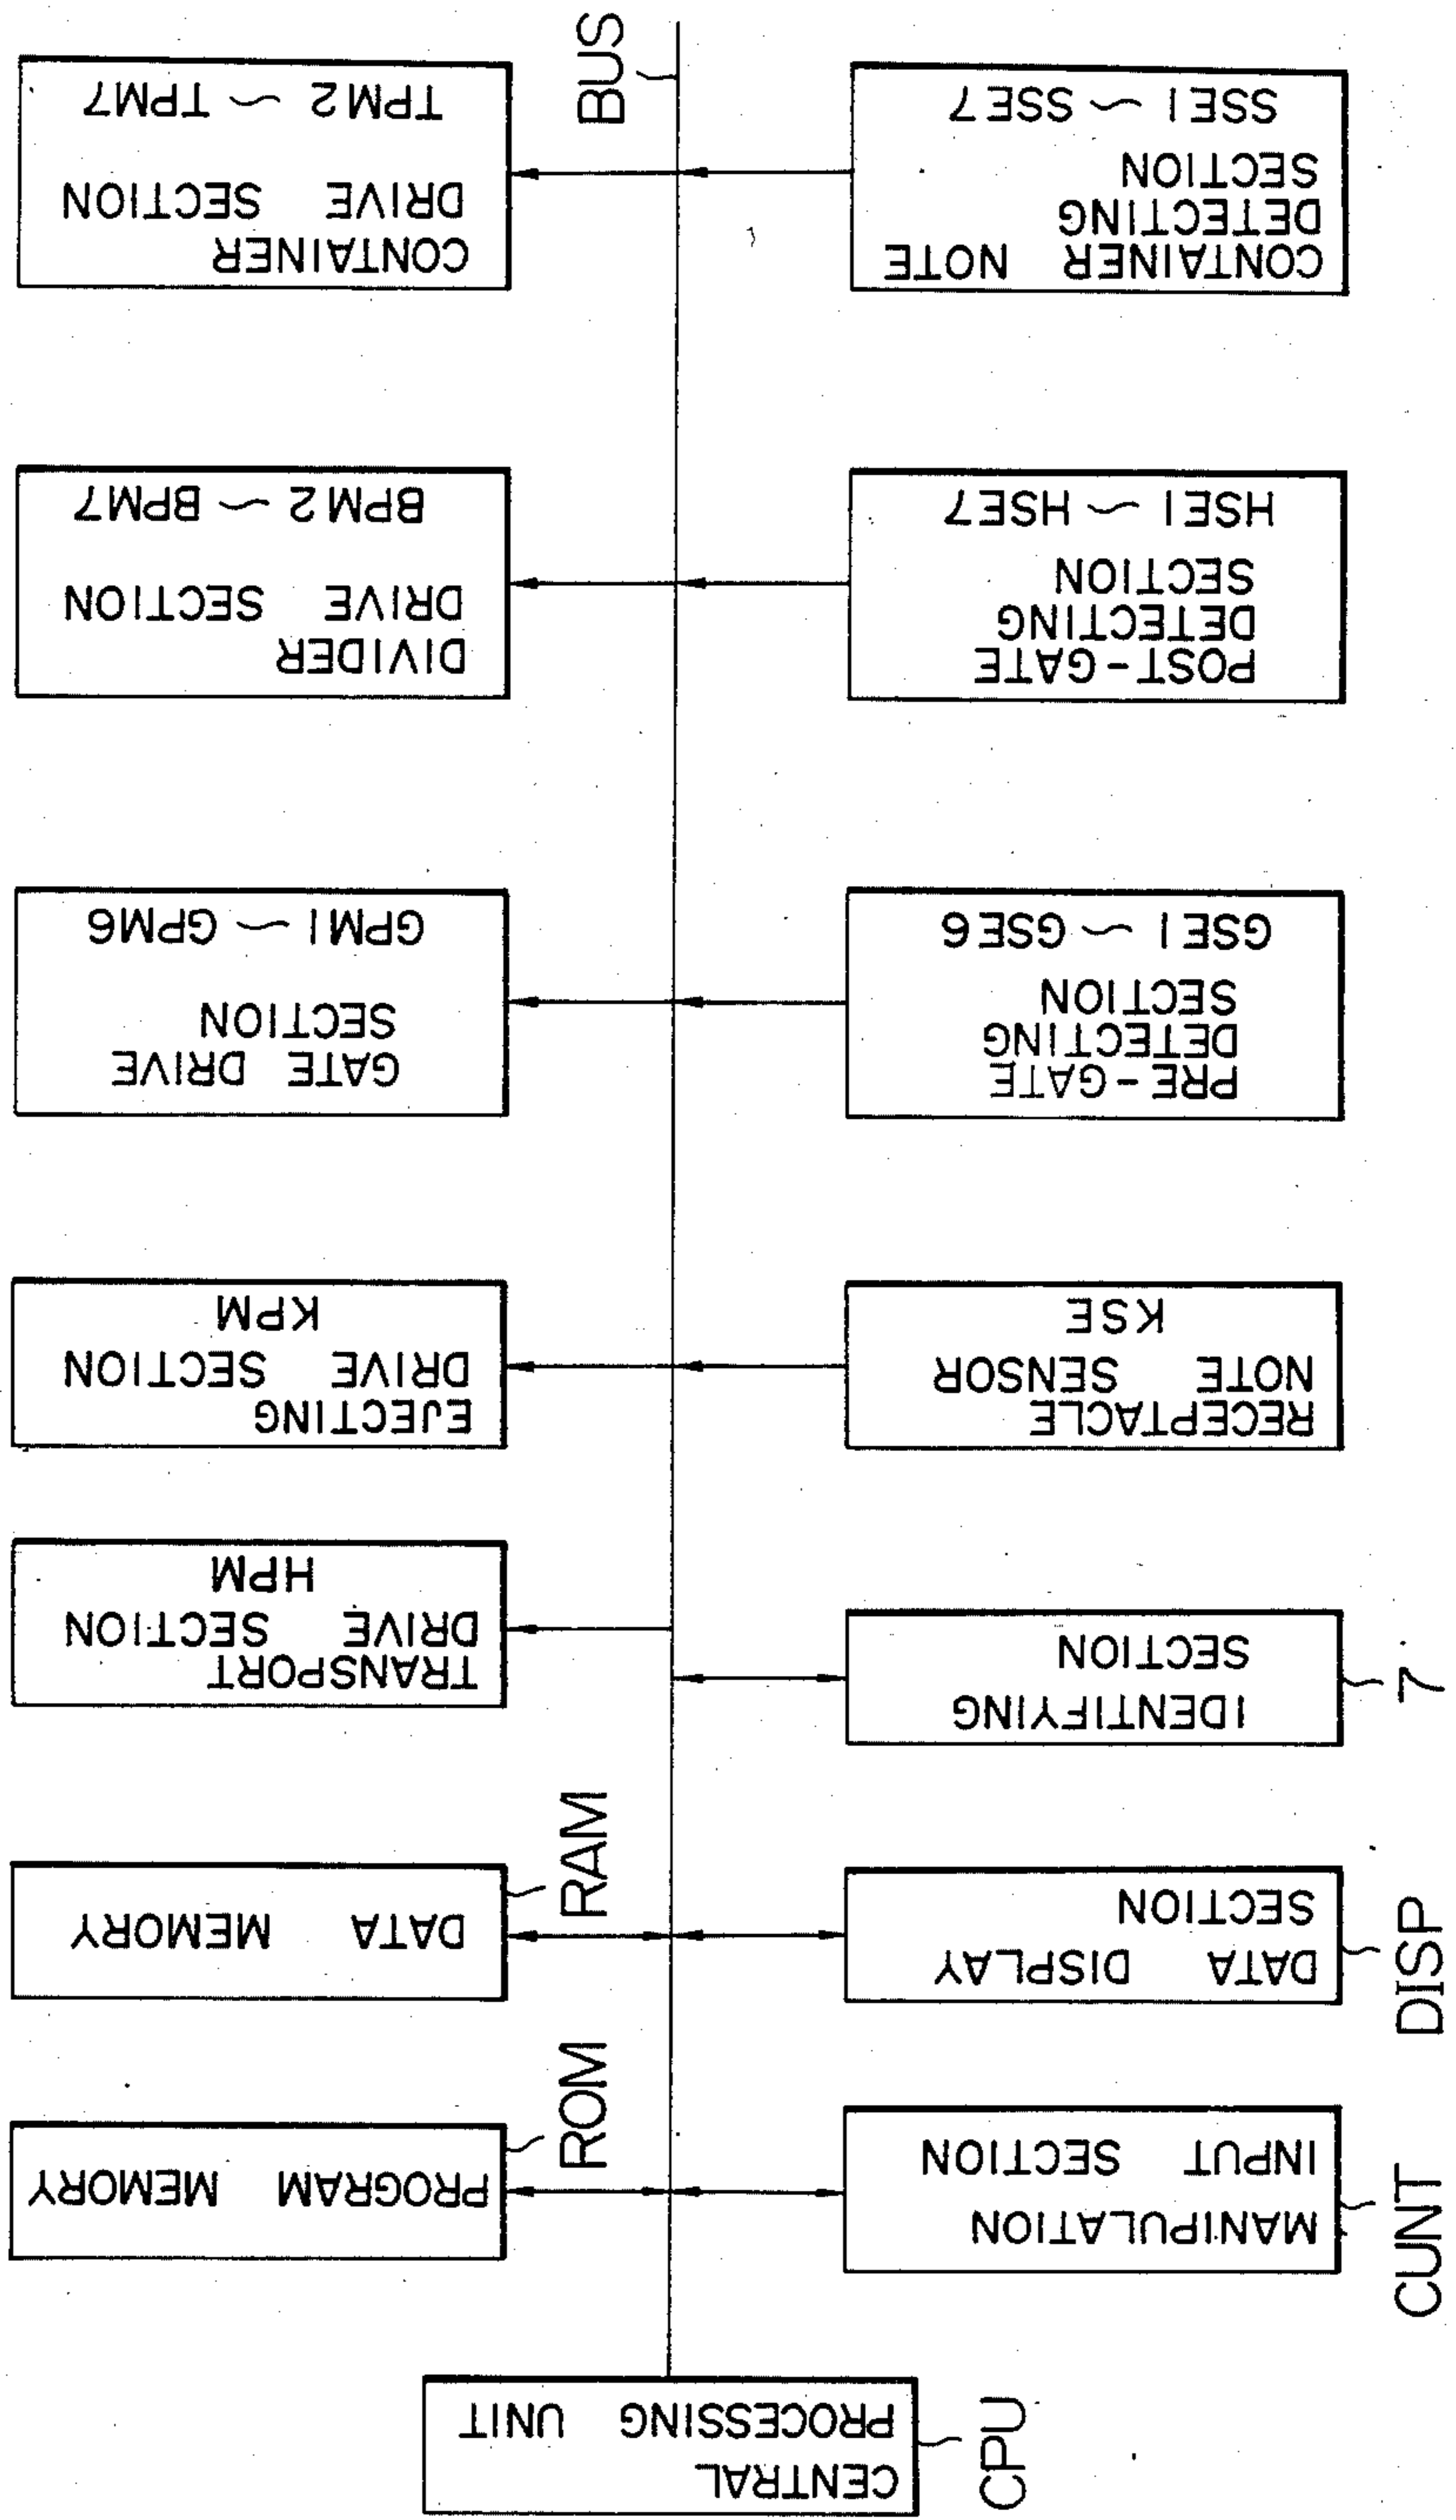 CENTRAL
PROCESSING UNIT
CPU
MANIPULATION
INPUT SECTION
CUNT
PROGRAM MEMORY
ROM
DATA DISPLAY
SECTION
DISP
DATA MEMORY
RAM
IDENTIFYING
SECTION
7
TRANSPORT
DRIVE SECTION
HPM
RECEPTACLE
NOTE SENSOR
KSE
EJECTING
DRIVE SECTION
KPM
PRE-GATE
DETECTING
SECTION
GSE1 ~ GSE6
GATE DRIVE
SECTION
GPM1 ~ GPM6
POST-GATE
DETECTING
SECTION
HSE1 ~ HSE7
DIVIDER
DRIVE SECTION
BPM2 ~ BPM7
CONTAINER NOTE
DETECTING
SECTION
SSE1 ~ SSE7
CONTAINER
DRIVE SECTION
TPM2 ~ TPM7
BUS